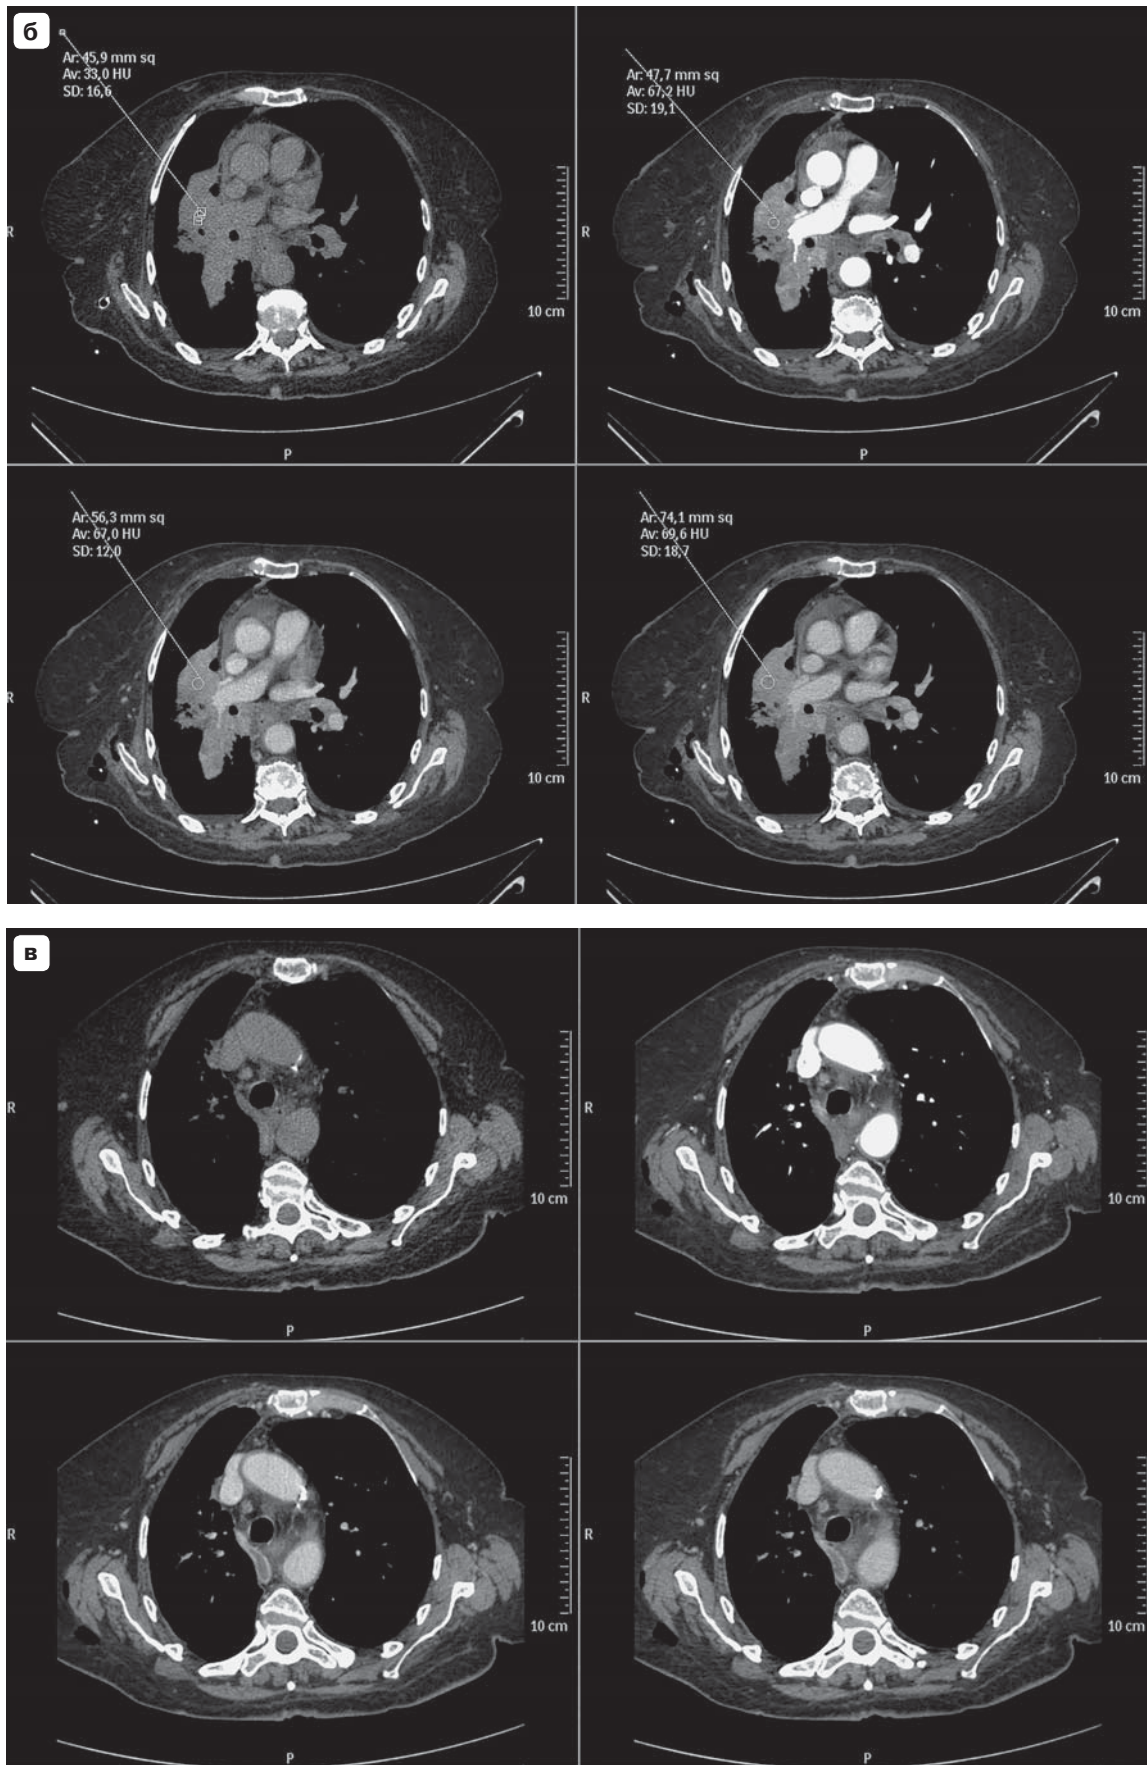 б
Ar: 45,9 mm sq
Av: 33,0 HU
SD: 16,6
R
10 cm
P
Ar: 47,7 mm sq
Av: 67,2 HU
SD: 19,1
R
10 cm
P
Ar: 56,3 mm sq
Av: 67,0 HU
SD: 12,0
R
10 cm
Ar: 74,1 mm sq
Av: 69,6 HU
SD: 18,7
R
10 cm
в
R
10 cm
P
R
10 cm
P
R
10 cm
P
R
10 cm
P